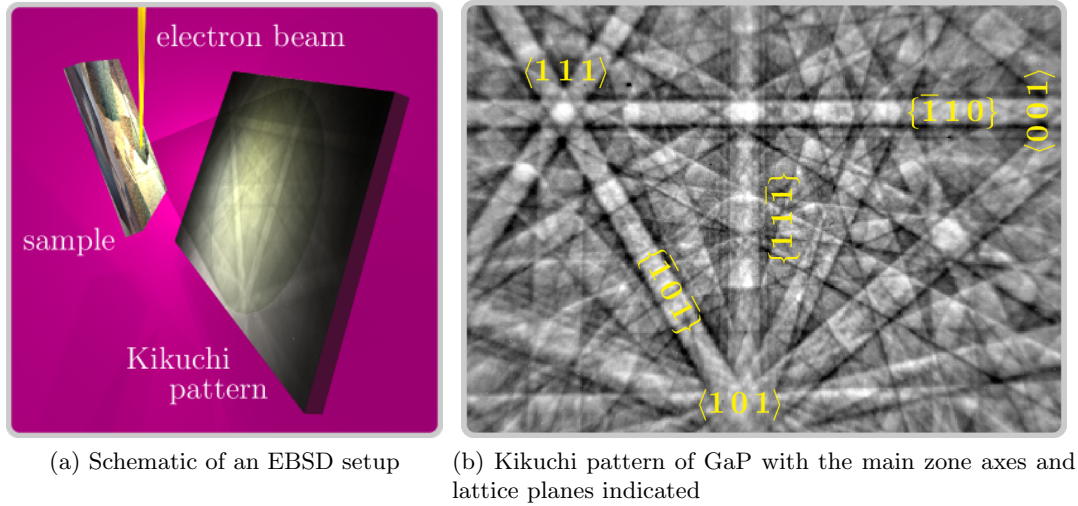 electron beam
sample
Kikuchi
pattern
⟨1 1 1⟩
{1̄ 1 0}
⟨0 0 1⟩
{1 1 1̄}
{1 0 1̄}
⟨1 0 1⟩
(a) Schematic of an EBSD setup
(b) Kikuchi pattern of GaP with the main zone axes and
lattice planes indicated